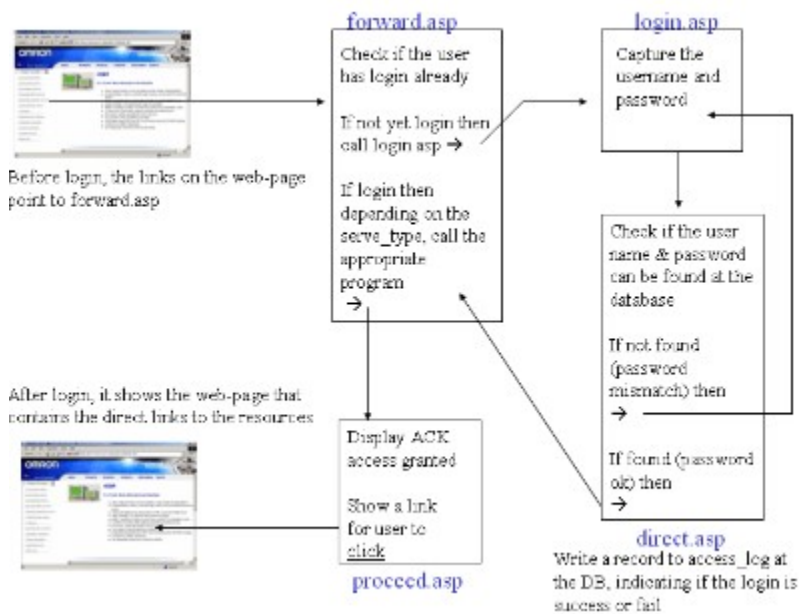 forward.asp
login.asp
Check if the user
has login already
If not yet login then
call login asp →
If login then
depending on the
serve_type, call the
appropriate
program
→
Capture the
username and
password
omron
Before login, the links on the web-page
point to forward.asp
Check if the user
name & password
can be found at the
database
If not found
(password
mismatch) then
→
If found (password
ok) then
→
direct.asp
Write a record to access_log at
the DB, indicating if the login is
success or fail
After login, it shows the web-page that
contains the direct links to the resources
omron
Display ACK
access granted
Show a link
for user to
click
proceed.asp